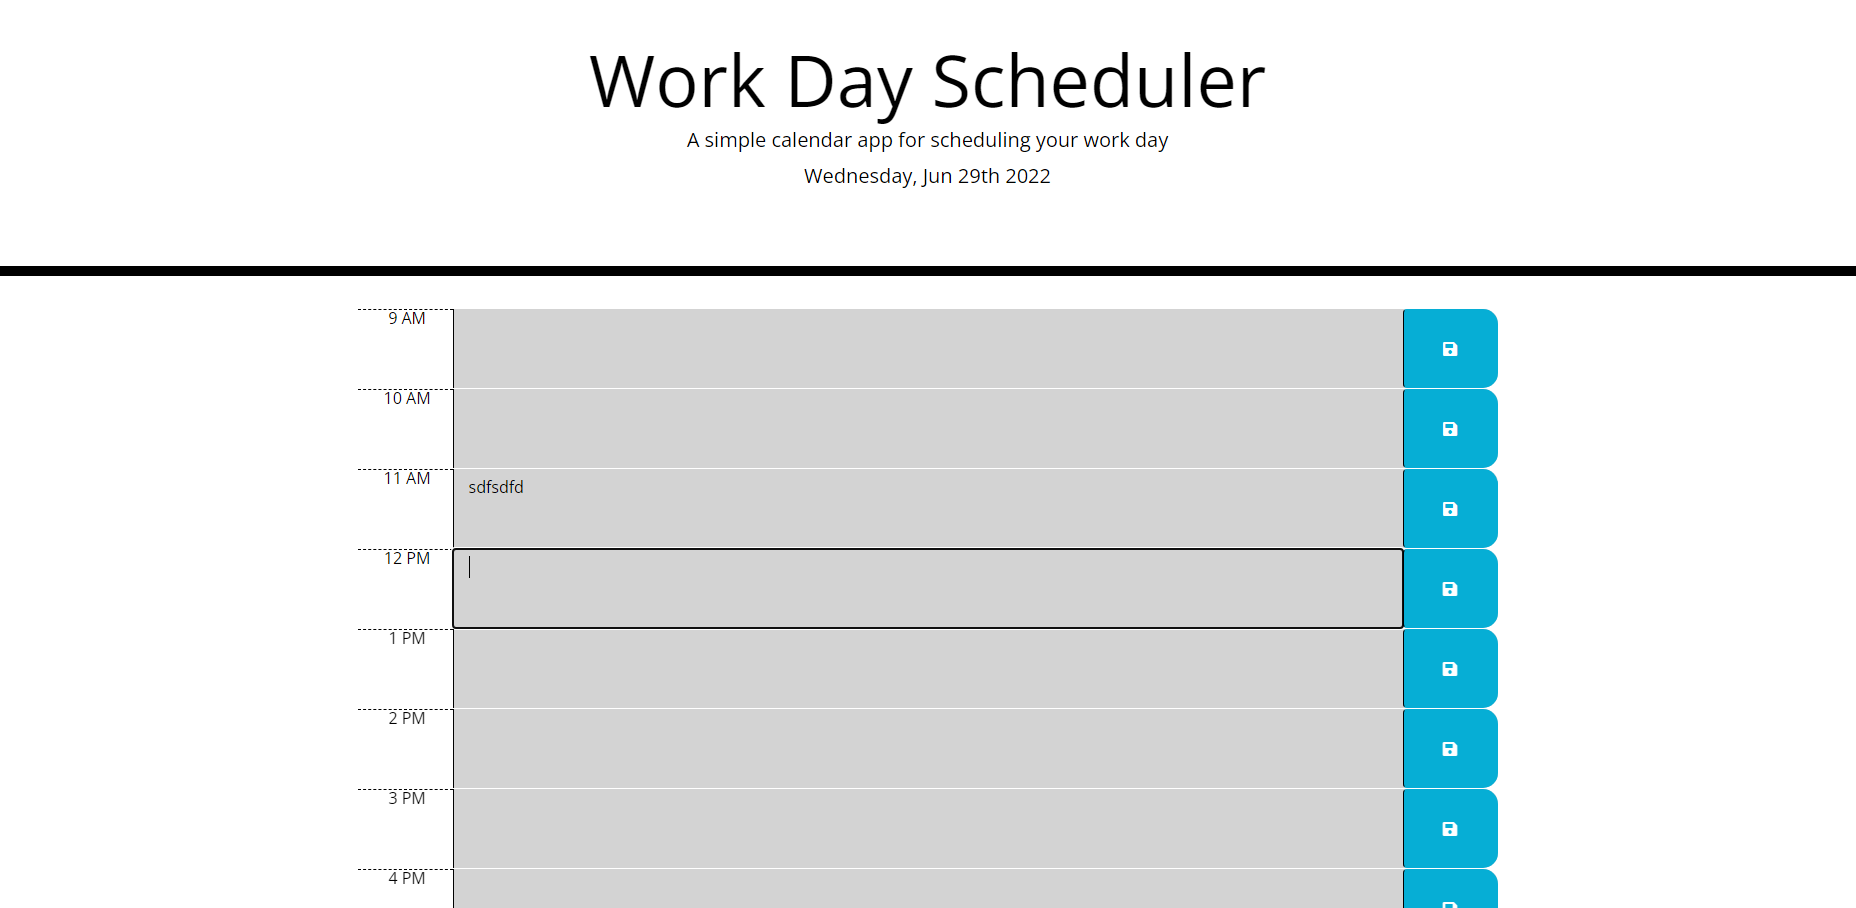 Work Day Scheduler
A simple calendar app for scheduling your work day
Wednesday, Jun 29th 2022
9 AM
10 AM
11 AM
sdfsdfd
12 PM
1 PM
2 PM
3 PM
4 PM